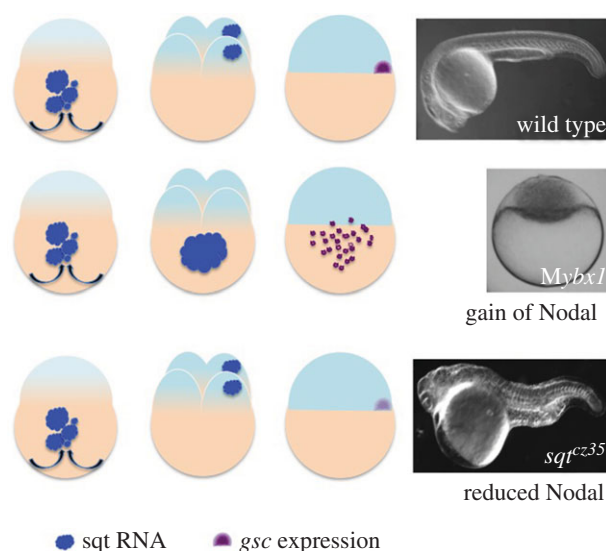 wild type
Mybx1
gain of Nodal
sqtcz35
reduced Nodal
sqt RNA
gsc expression